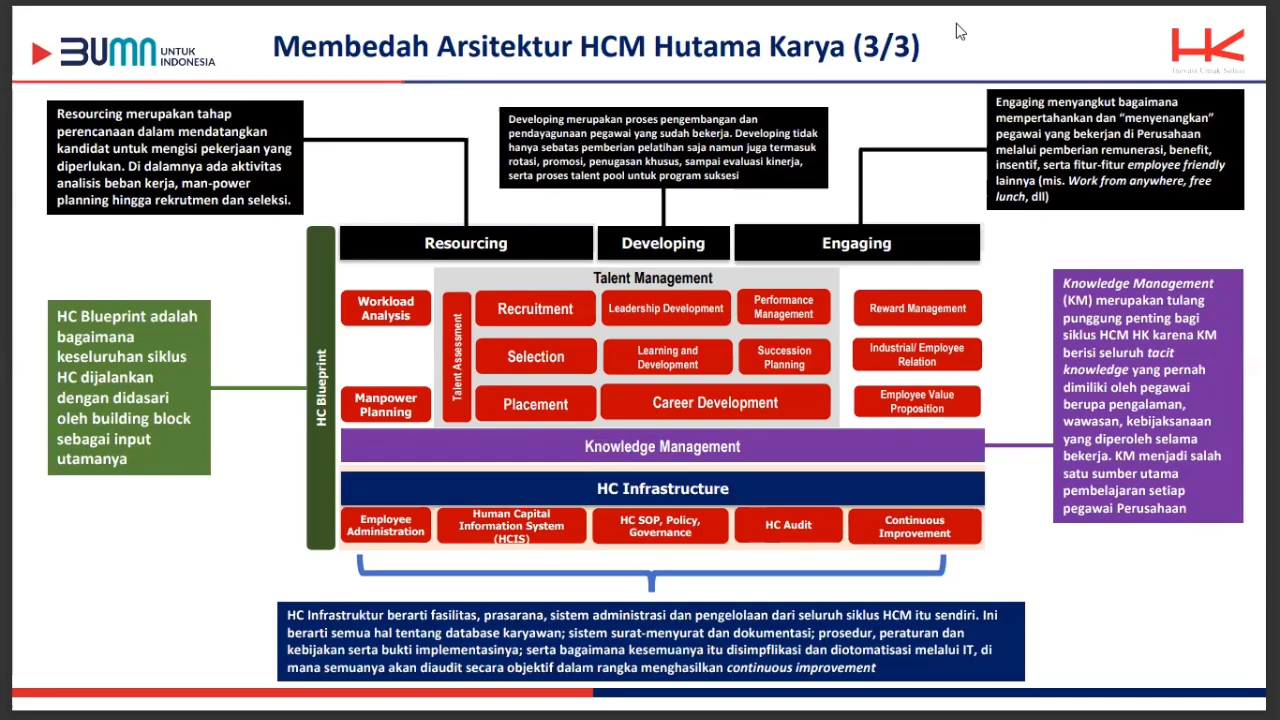 BUMN UNTUK
INDONESIA
Membedah Arsitektur HCM Hutama Karya (3/3)
HK
Inovasi Untuk Solusi
Resourcing merupakan tahap
perencanaan dalam mendatangkan
kandidat untuk mengisi pekerjaan yang
diperlukan. Di dalamnya ada aktivitas
analisis beban kerja, man-power
planning hingga rekrutmen dan seleksi.
Developing merupakan proses pengembangan dan
pendayagunaan pegawai yang sudah bekerja. Developing tidak
hanya sebatas pemberian pelatihan saja namun juga termasuk
rotasi, promosi, penugasan khusus, sampai evaluasi kinerja,
serta proses talent pool untuk program suksesi
Engaging menyangkut bagaimana
mempertahankan dan “menyenangkan”
pegawai yang bekerjan di Perusahaan
melalui pemberian remunerasi, benefit,
insentif, serta fitur-fitur employee friendly
lainnya (mis. Work from anywhere, free
lunch, dll)
Resourcing
Developing
Engaging
HC Blueprint adalah
bagaimana
keseluruhan siklus
HC dijalankan
dengan didasari
oleh building block
sebagai input
utamanya
HC Blueprint
Talent Management
Workload
Analysis
Manpower
Planning
Talent Assessment
Recruitment
Selection
Placement
Leadership Development
Learning and
Development
Performance
Management
Succession
Planning
Career Development
Reward Management
Industrial/ Employee
Relation
Employee Value
Proposition
Knowledge Management
HC Infrastructure
Employee
Administration
Human Capital
Information System
(HCIS)
HC SOP, Policy,
Governance
HC Audit
Continuous
Improvement
Knowledge Management
(KM) merupakan tulang
punggung penting bagi
siklus HCM HK karena KM
berisi seluruh tacit
knowledge yang pernah
dimiliki oleh pegawai
berupa pengalaman,
wawasan, kebijaksanaan
yang diperoleh selama
bekerja. KM menjadi salah
satu sumber utama
pembelajaran setiap
pegawai Perusahaan
HC Infrastruktur berarti fasilitas, prasarana, sistem administrasi dan pengelolaan dari seluruh siklus HCM itu sendiri. Ini
berarti semua hal tentang database karyawan; sistem surat-menyurat dan dokumentasi; prosedur, peraturan dan
kebijakan serta bukti implementasinya; serta bagaimana kesemuanya itu disimpflikasi dan diotomatisasi melalui IT, di
mana semuanya akan diaudit secara objektif dalam rangka menghasilkan continuous improvement